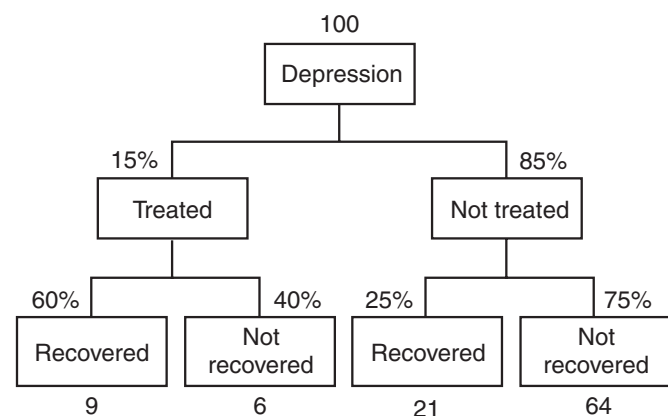 100
Depression
15%
85%
Treated
Not treated
60%
40%
25%
75%
Recovered
Not
recovered
Recovered
Not
recovered
9
6
21
64